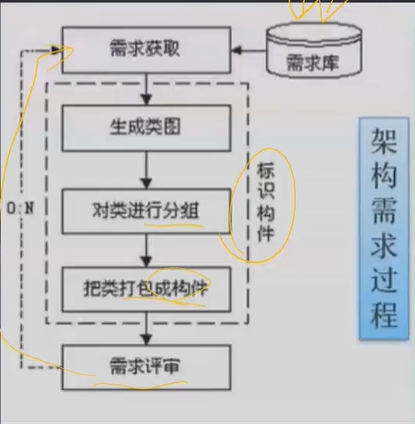 需求获取
需求库
生成类图
对类进行分组
标识构件
0:N
把类打包成构件
需求评审
架构需求过程